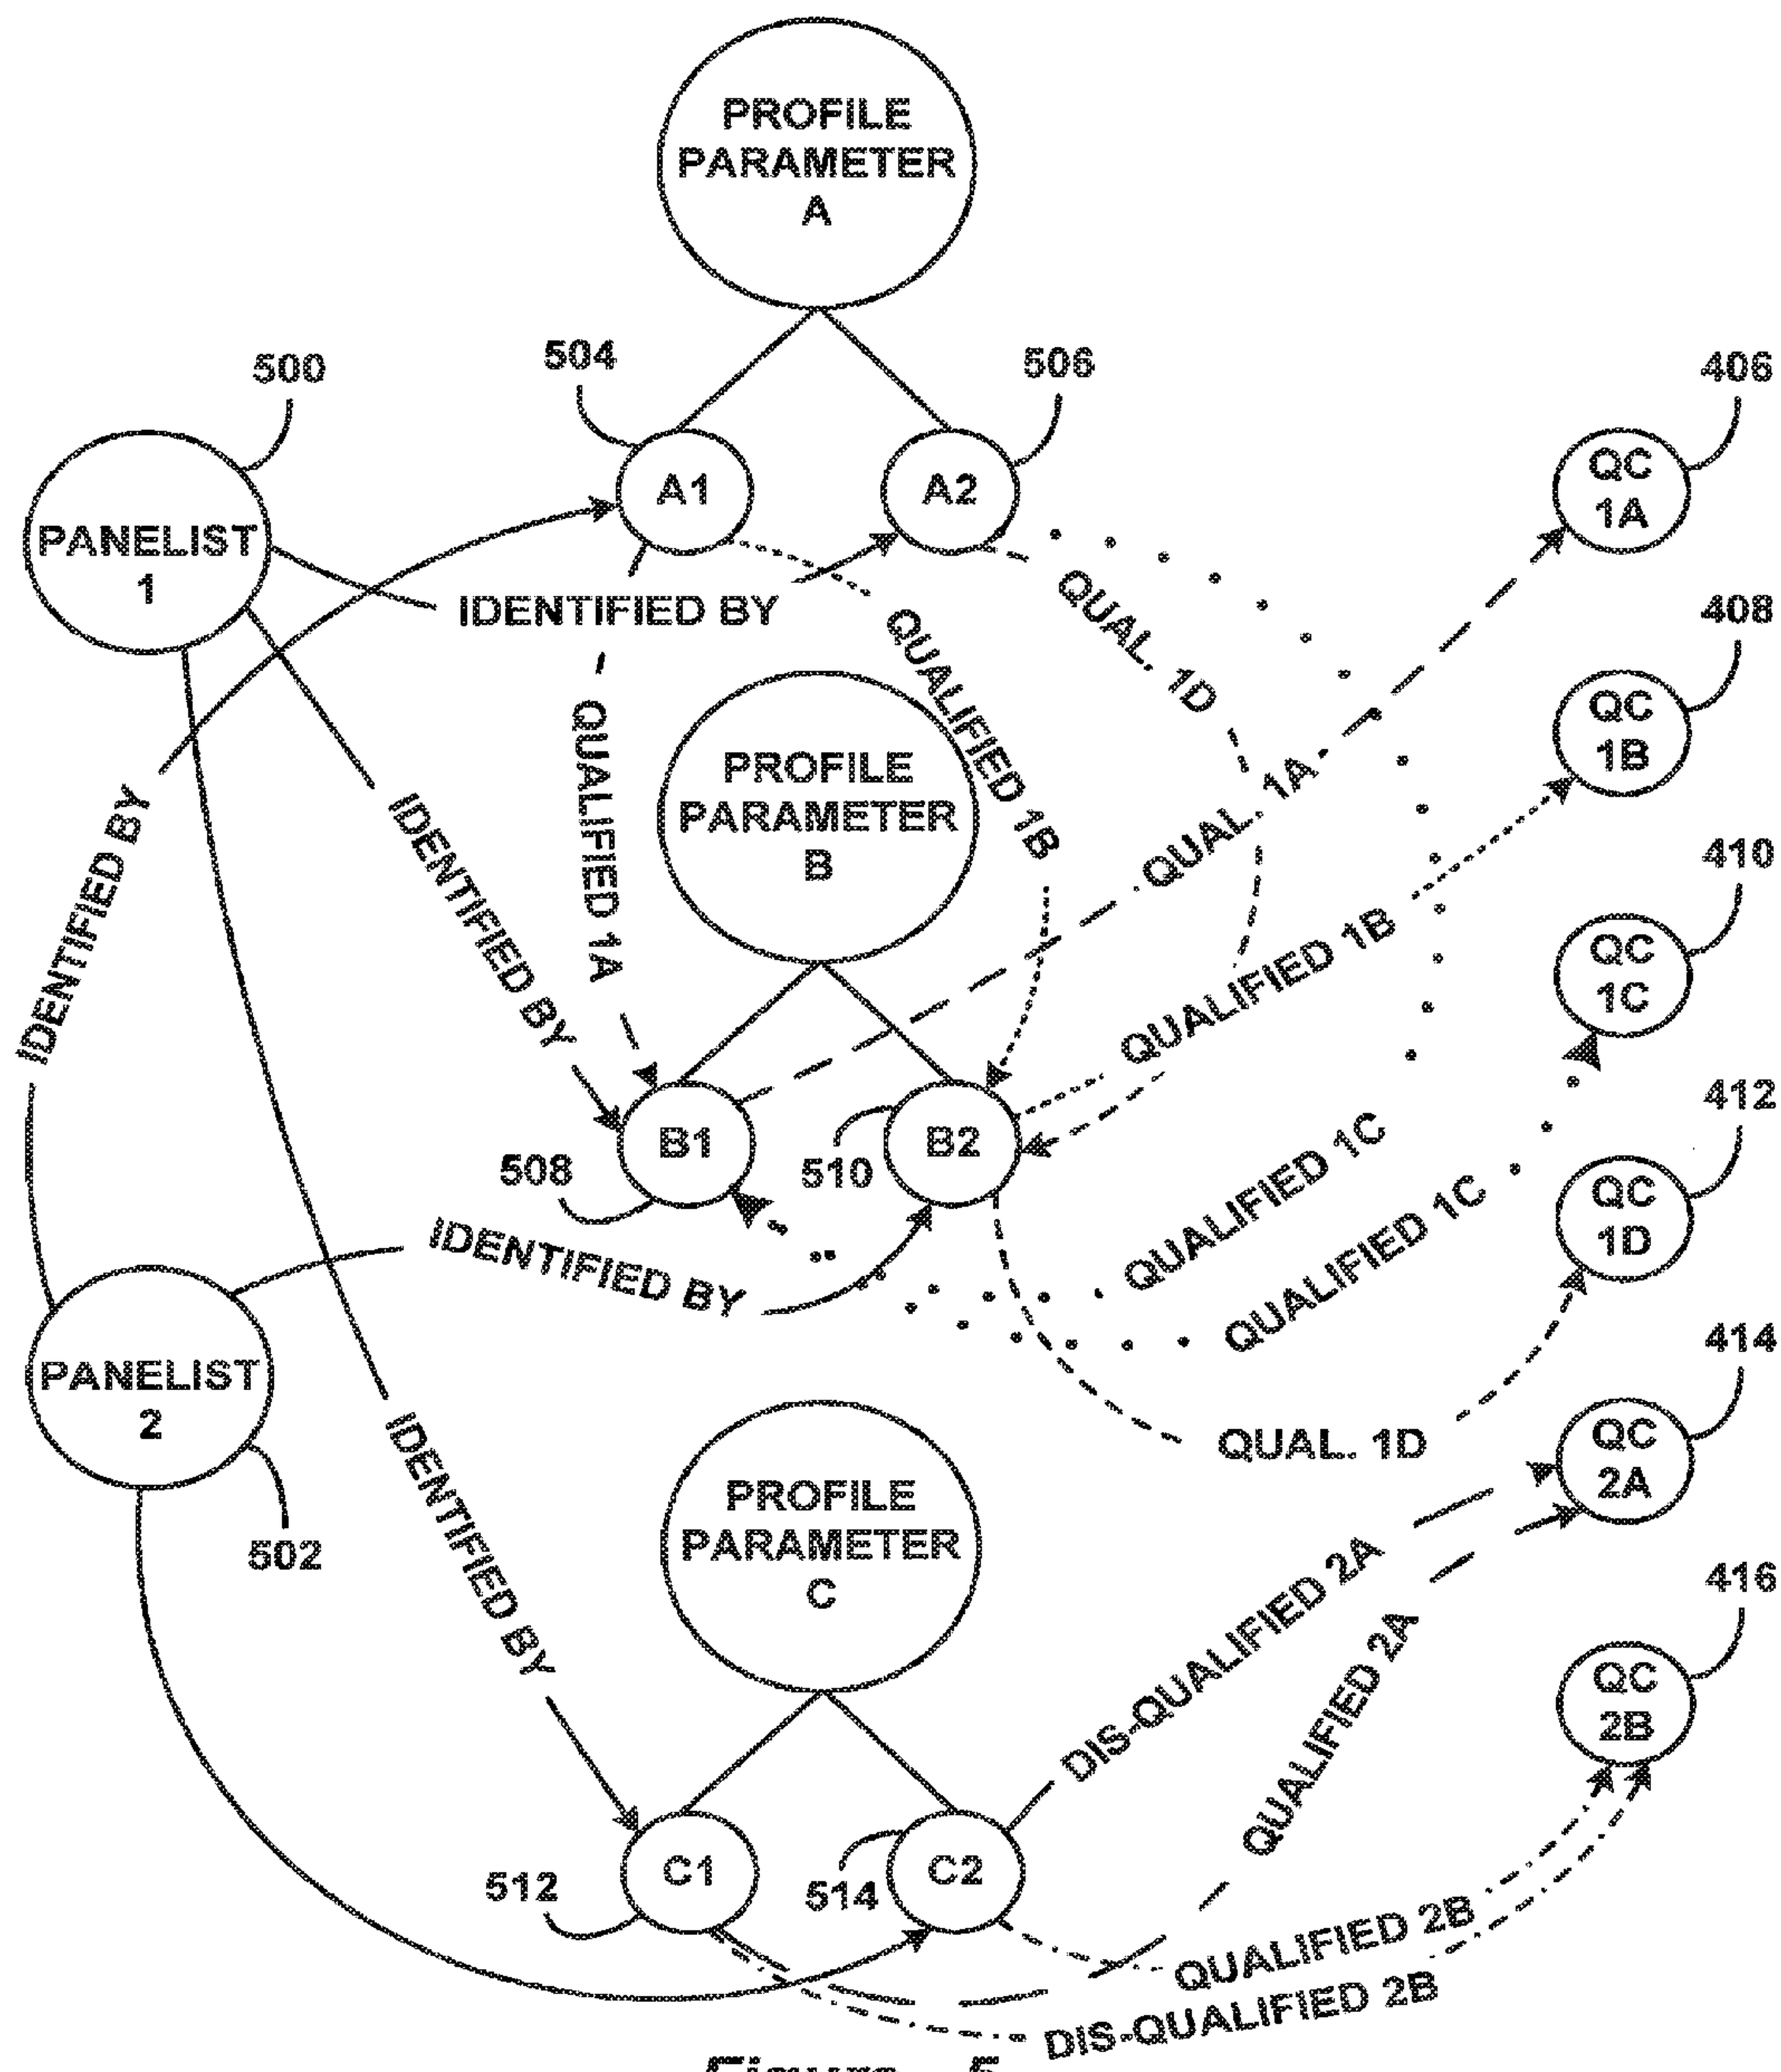 PROFILE
PARAMETER
A
500
504
506
406
PANELIST
1
A1
A2
QC
1A
IDENTIFIED BY
QUAL. 1D
408
QUALIFIED 1B
QUALIFIED 1A
QC
1B
PROFILE
PARAMETER
B
QUAL. 1A
IDENTIFIED BY
IDENTIFIED BY
410
QUALIFIED 1B
QC
1C
412
B1
B2
508
510
QUALIFIED 1C
QUALIFIED 1C
QC
1D
IDENTIFIED BY
414
PANELIST
2
502
IDENTIFIED BY
QUAL. 1D
QC
2A
PROFILE
PARAMETER
C
DIS-QUALIFIED 2A
QUALIFIED 2A
416
QC
2B
C1
C2
512
514
QUALIFIED 2B
DIS-QUALIFIED 2B